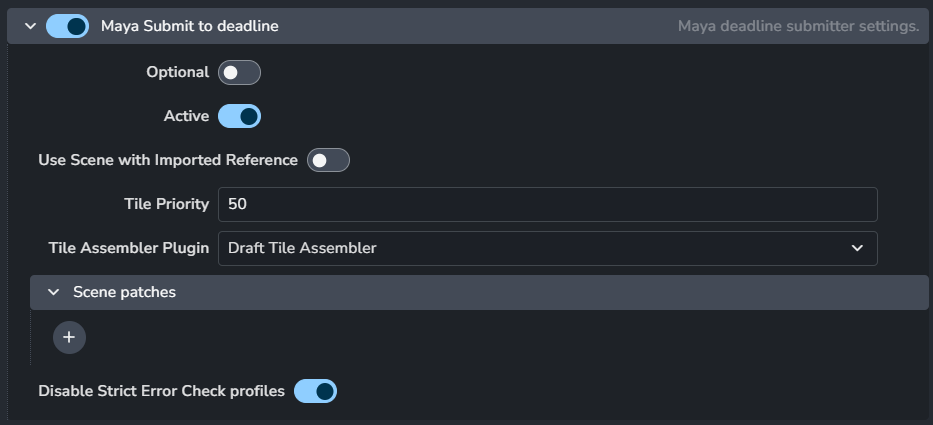 Maya Submit to deadline Maya deadline submitter settings.
Optional
Active
Use Scene with Imported Reference
Tile Priority 50
Tile Assembler Plugin Draft Tile Assembler
Scene patches
+
Disable Strict Error Check profiles